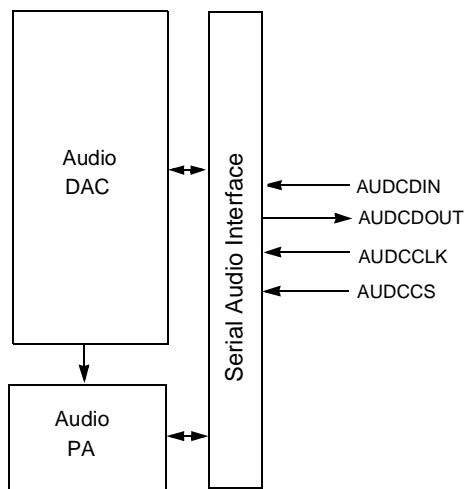 Audio
DAC
Serial Audio Interface
AUDCDIN
AUDCDOUT
AUDCCLK
AUDCCS
Audio
PA